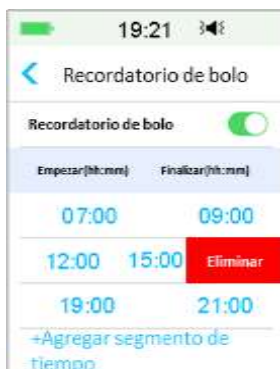 19:21
Recordatorio de bolo
Recordatorio de bolo
Empezar(hh:mm) Finalizar(hh:mm)
07:00 09:00
12:00 15:00 Eliminar
19:00 21:00
+Agregar segmento de
tiempo